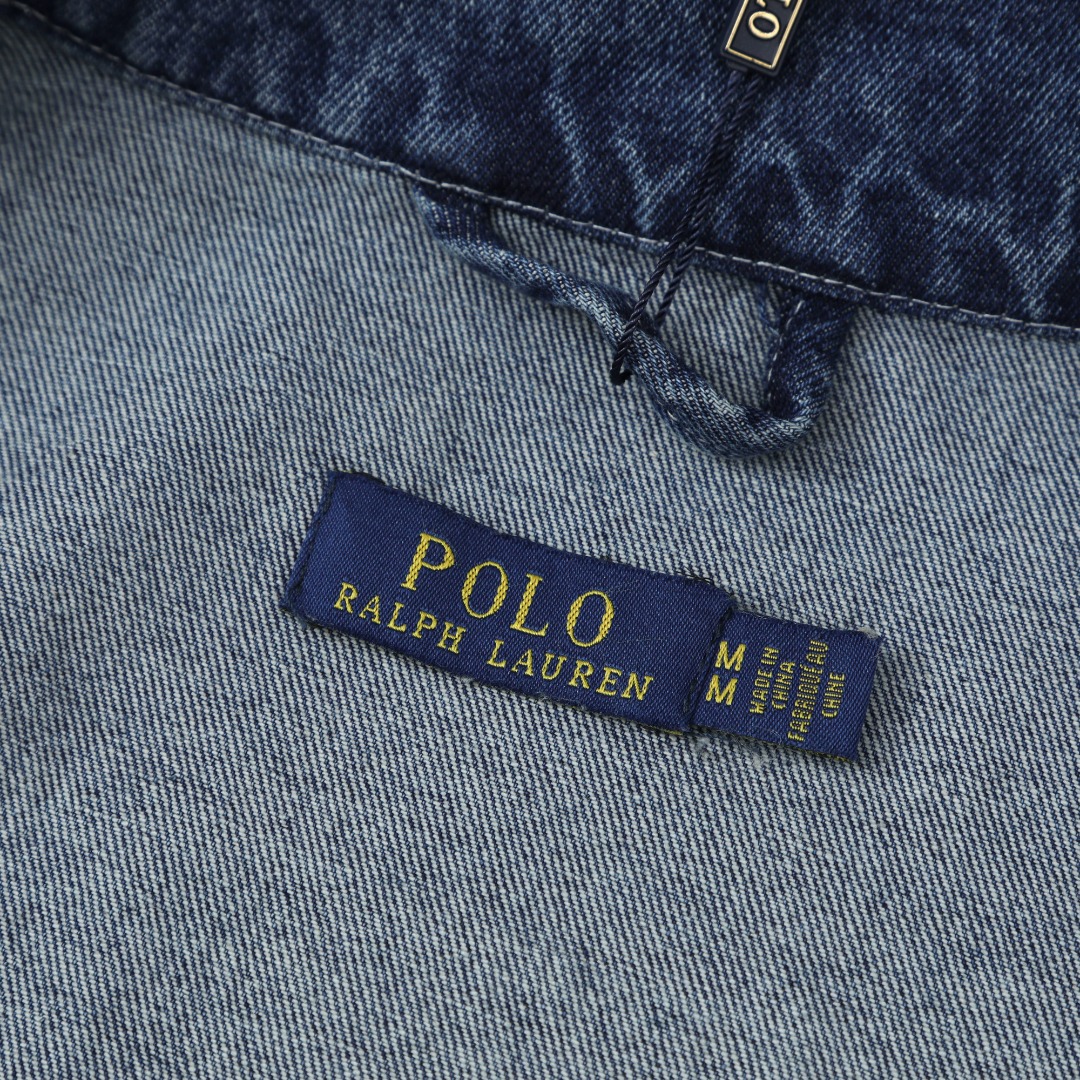 POLO
RALPH LAUREN
M
M
MADE IN
CHINA
FABRIQUÉ AU
CHINE